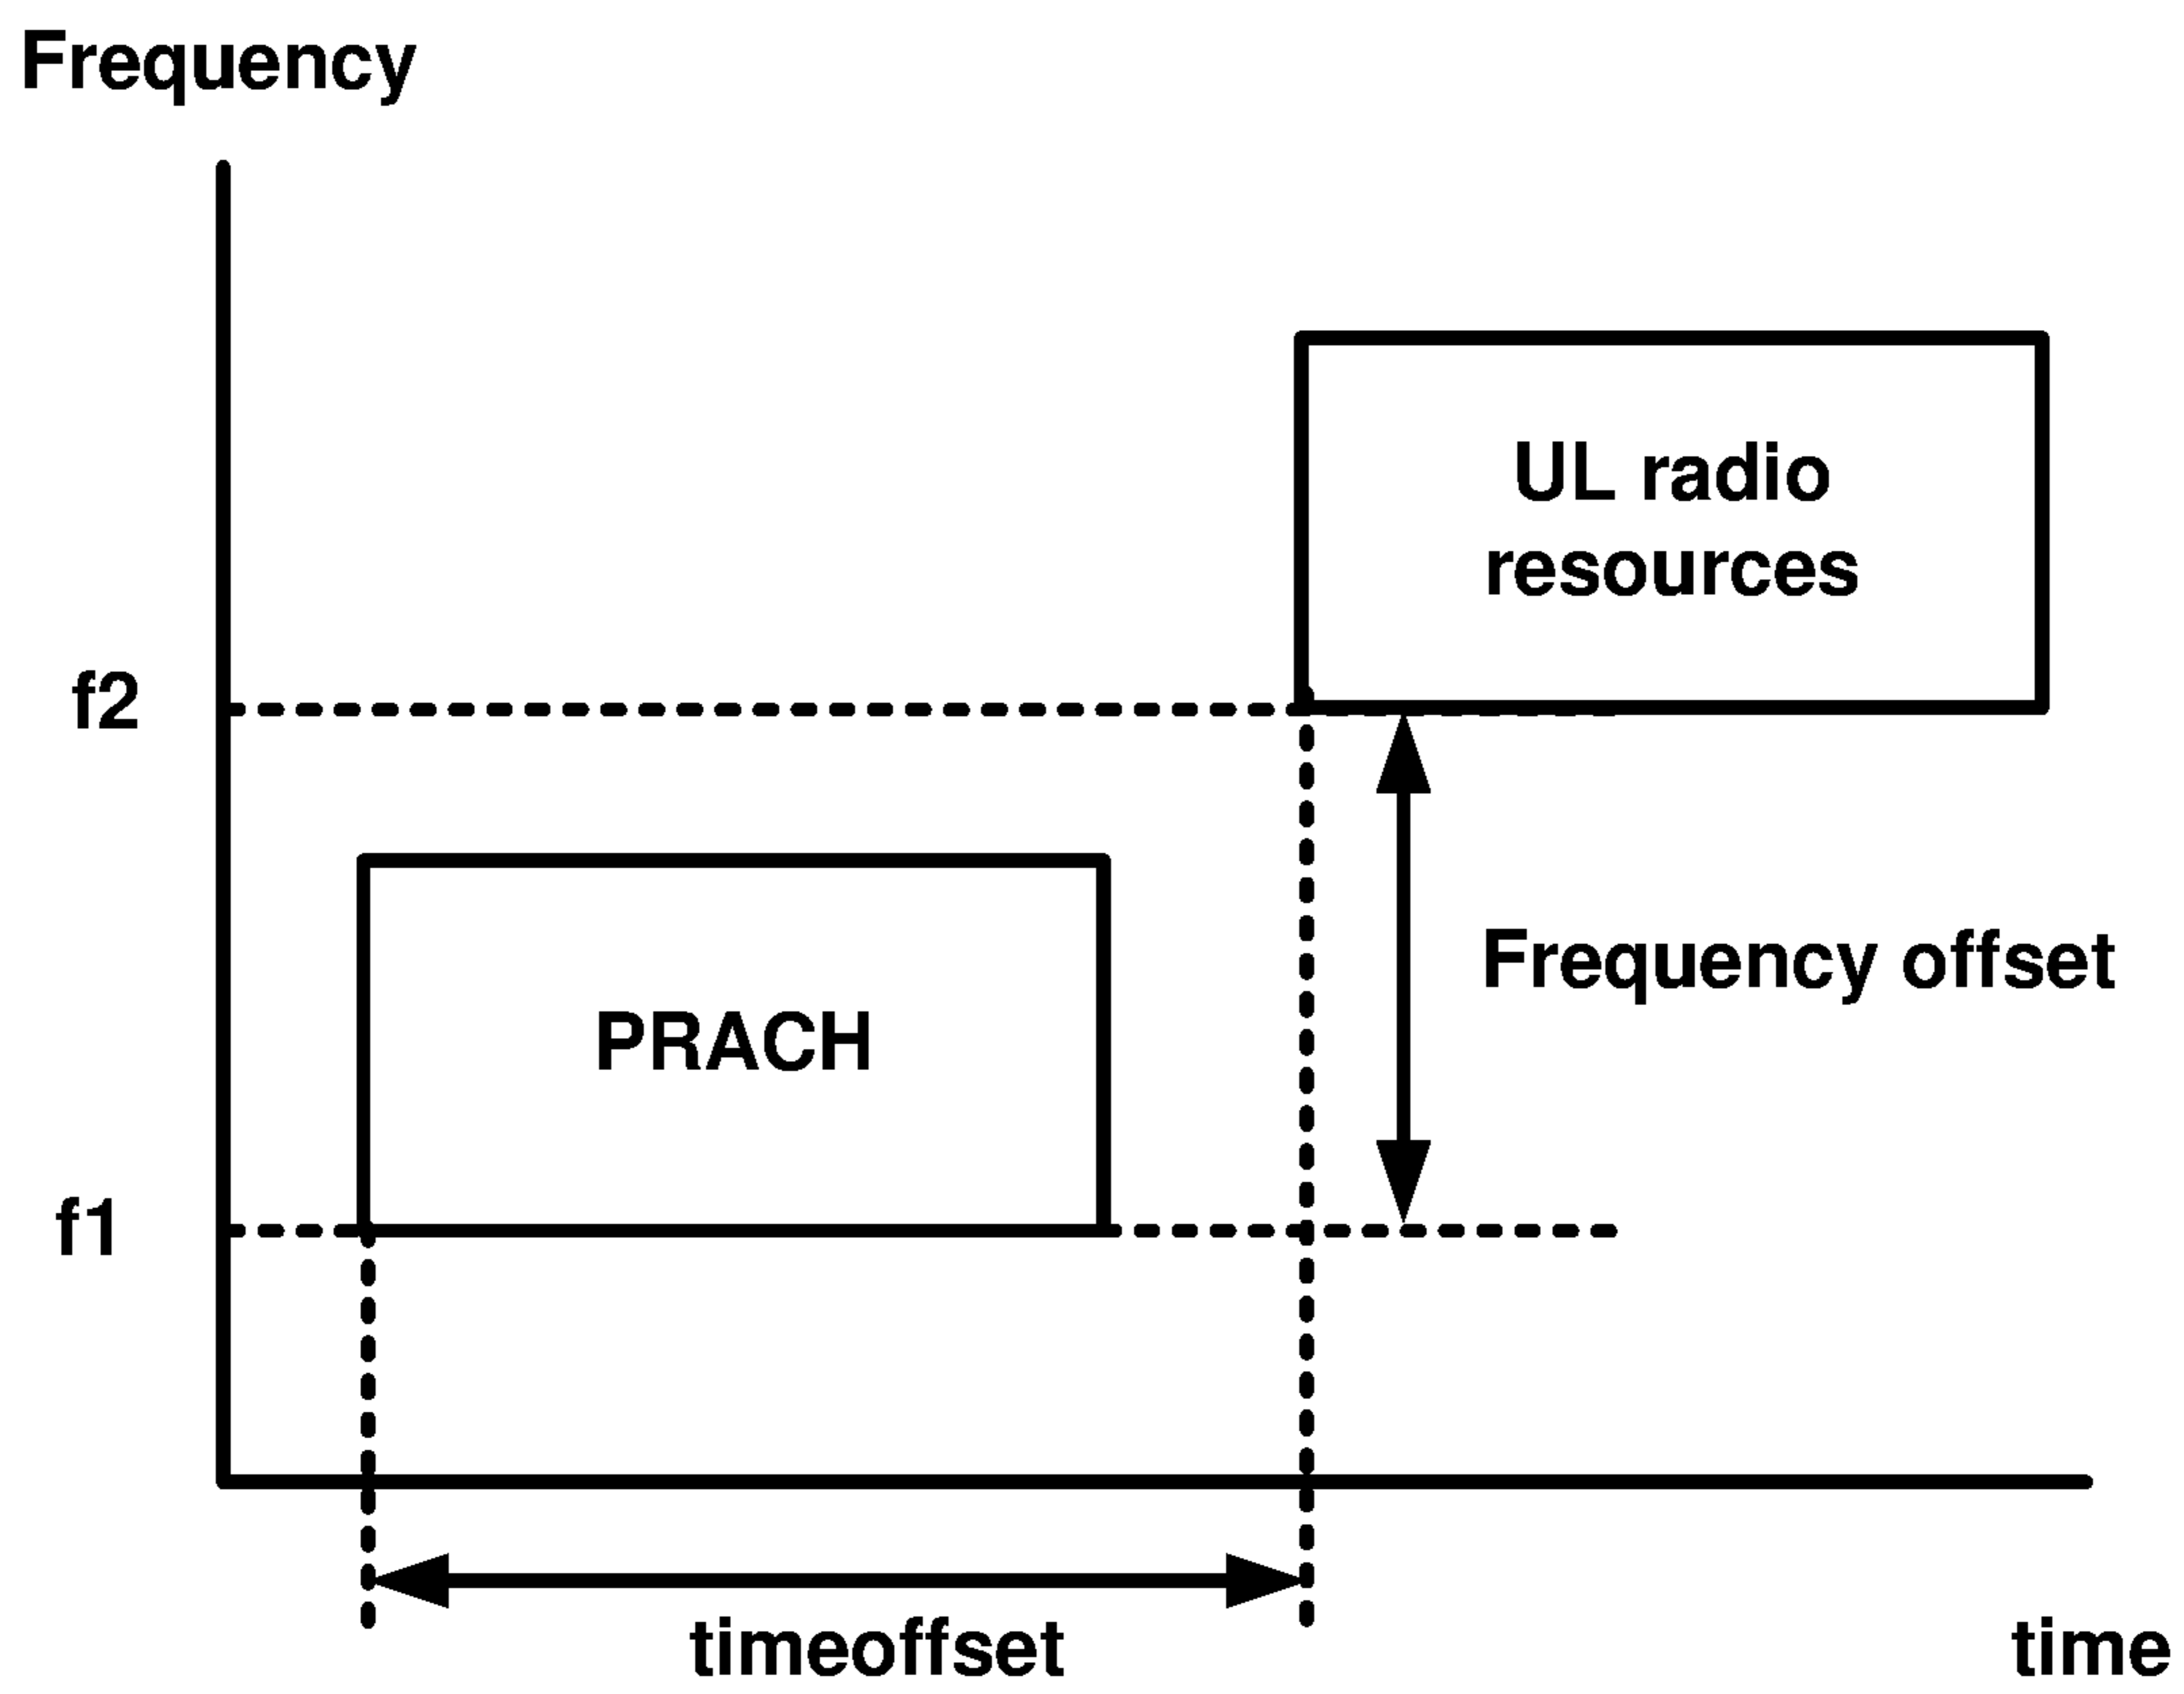 Frequency
UL radio
resources
f2
Frequency offset
PRACH
f1
timeoffset
time